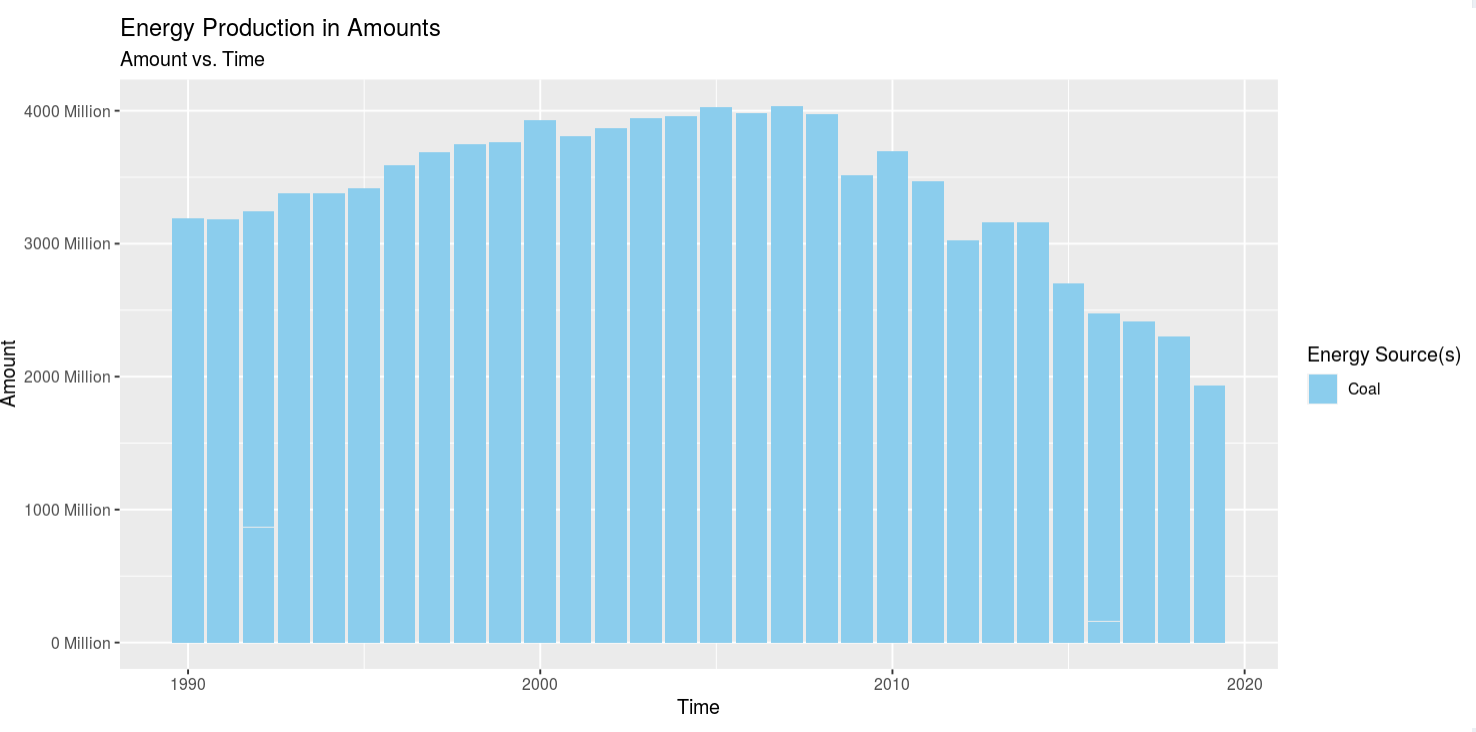 Energy Production in Amounts
Amount vs. Time
4000 Million
3000 Million
2000 Million
1000 Million
0 Million
Amount
1990 2000 2010 2020
Time
Energy Source(s)
Coal